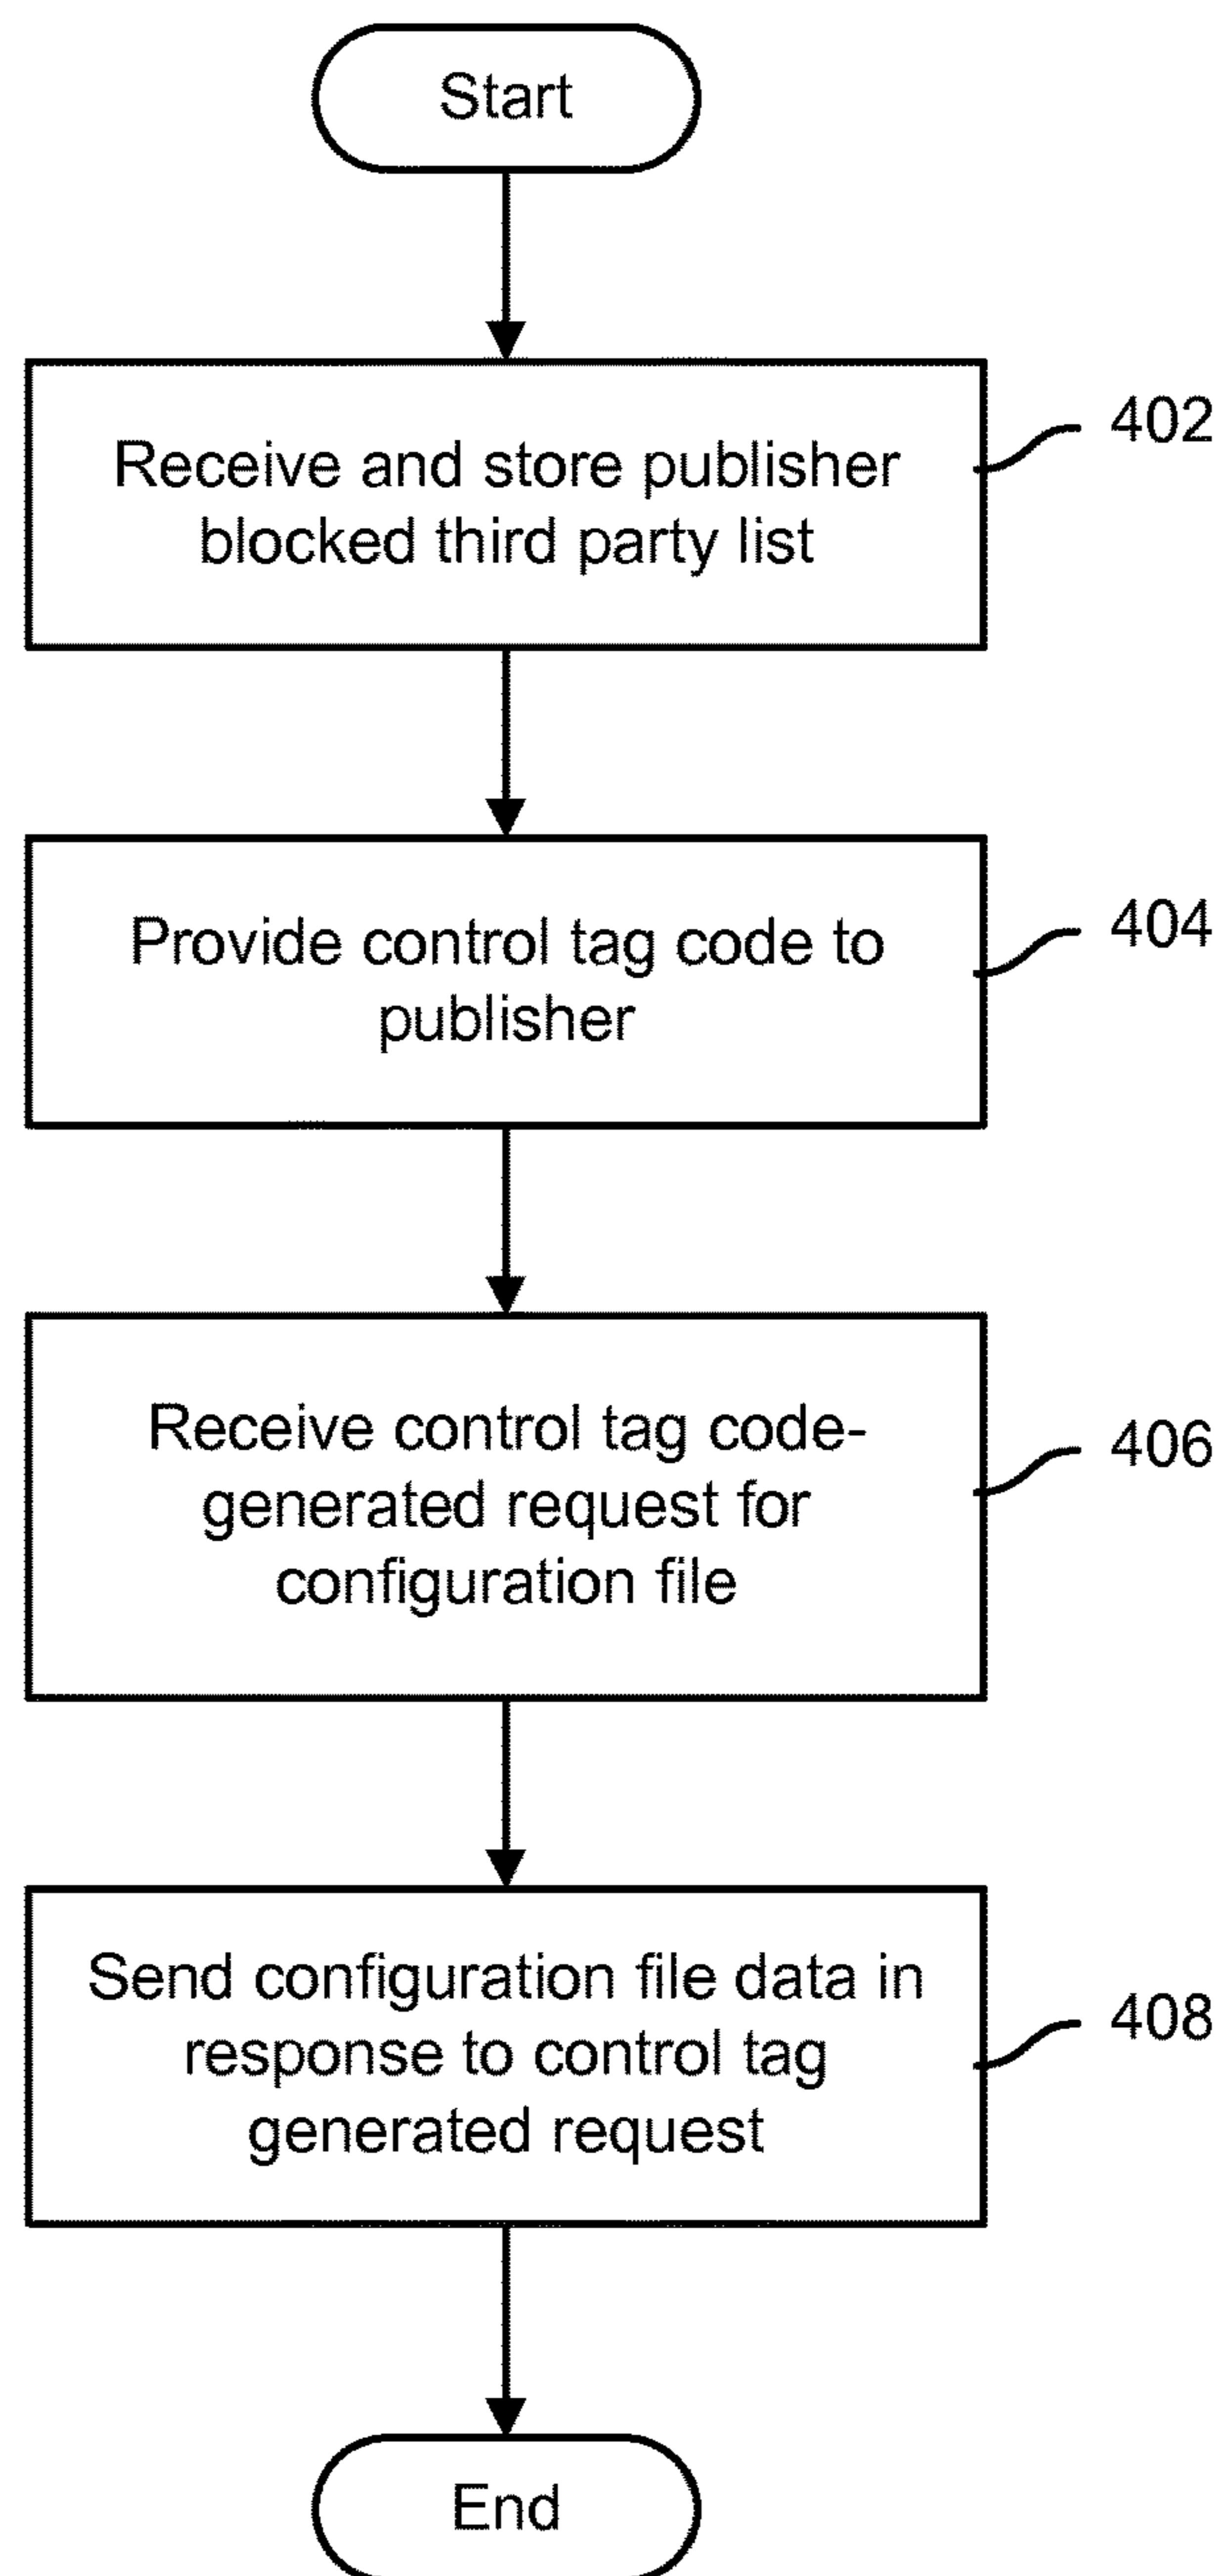 Start
Receive and store publisher
blocked third party list
402
Provide control tag code to
publisher
404
Receive control tag code-
generated request for
configuration file
406
Send configuration file data in
response to control tag
generated request
408
End